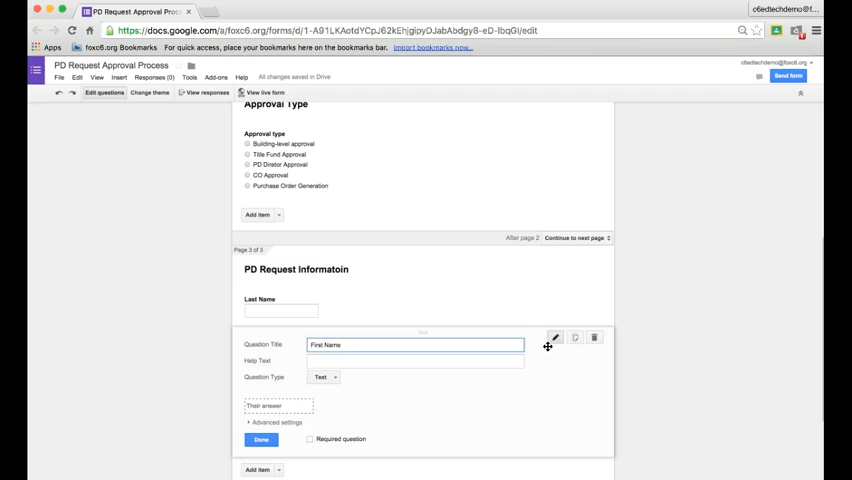 PD Request Approval Proc
c6edtechdemo@f...
https://docs.google.com/a/foxc6.org/forms/d/1-A91LKAotdYCpJ62kEhjgipyDJabAbdgy8-eD-IbqGI/edit
Apps foxc6.org Bookmarks For quick access, place your bookmarks here on the bookmarks bar. Import bookmarks now...
PD Request Approval Process
c6edtechdemo@foxc6.org
File Edit View Insert Responses (0) Tools Add-ons Help All changes saved in Drive
Send form
Edit questions Change theme View responses View live form
Approval Type
Approval type
Building-level approval
Title Fund Approval
PD Diretor Approval
CO Approval
Purchase Order Generation
Add item
After page 2 Continue to next page
Page 3 of 3
PD Request Informatoin
Last Name
Question Title First Name
Help Text
Question Type Text
Their answer
Advanced settings
Done Required question
Add item